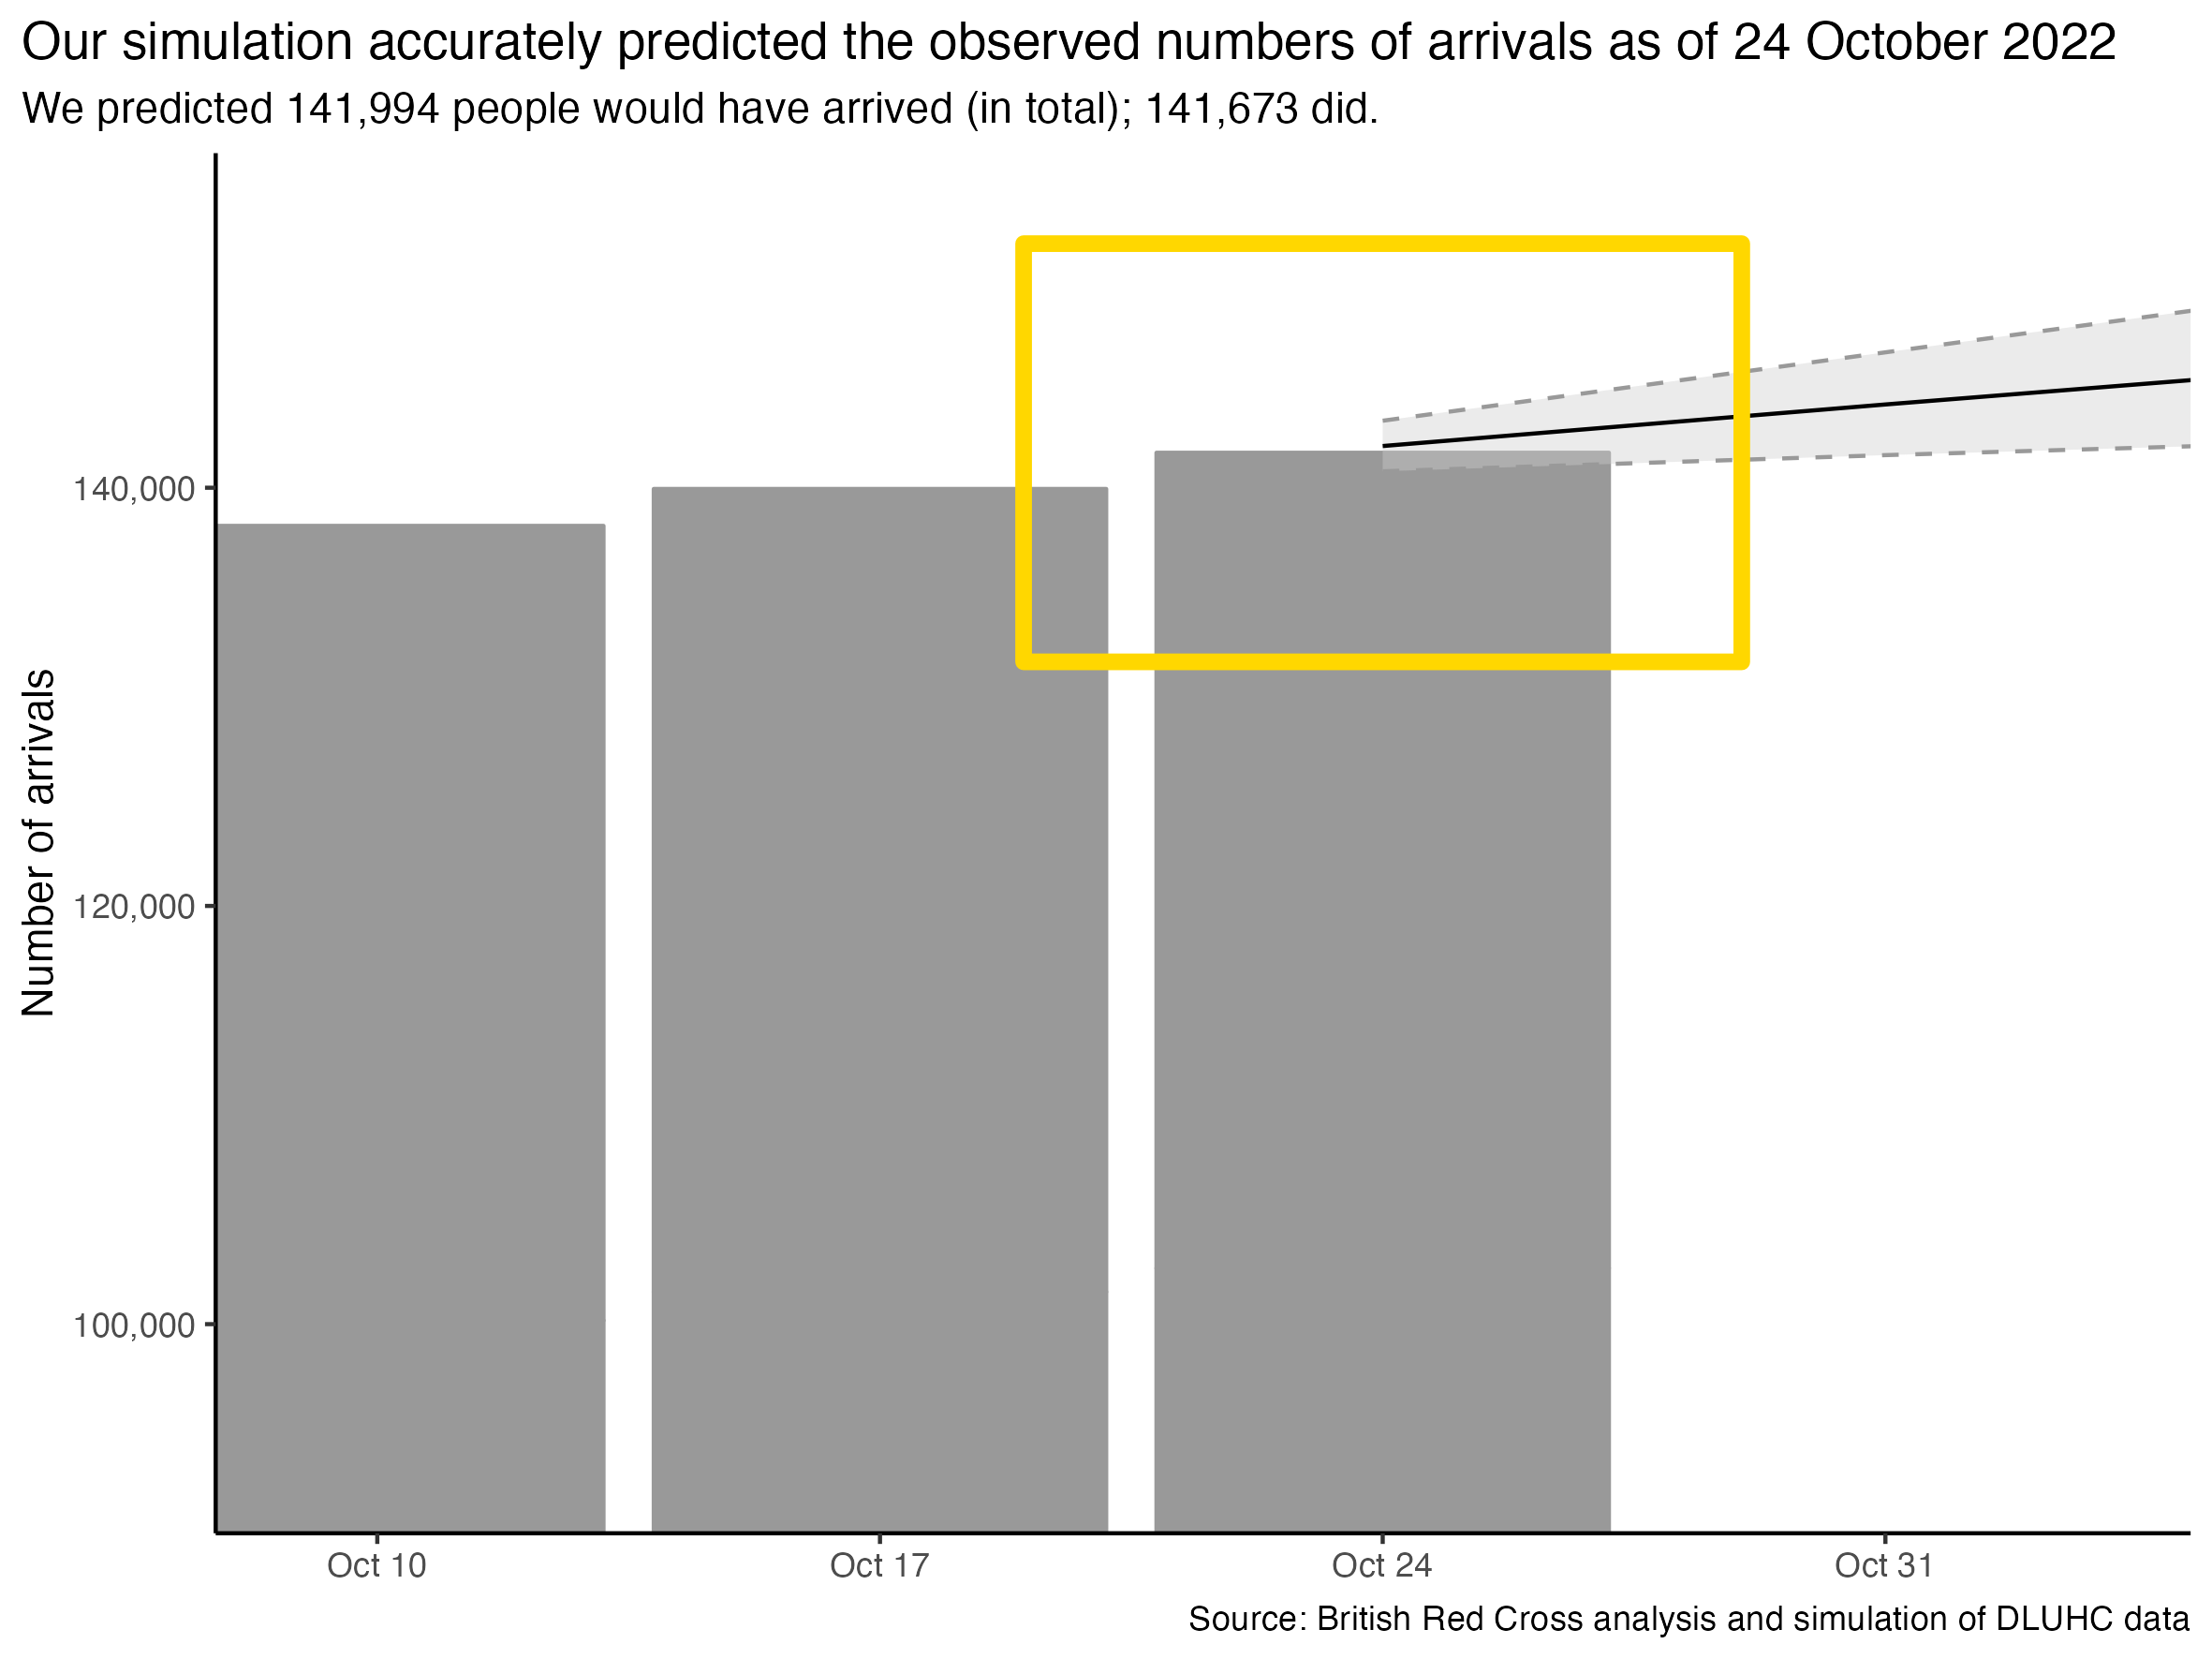 Our simulation accurately predicted the observed numbers of arrivals as of 24 October 2022
We predicted 141,994 people would have arrived (in total); 141,673 did.
Number of arrivals
140,000
120,000
100,000
Oct 10
Oct 17
Oct 24
Oct 31
Source: British Red Cross analysis and simulation of DLUHC data